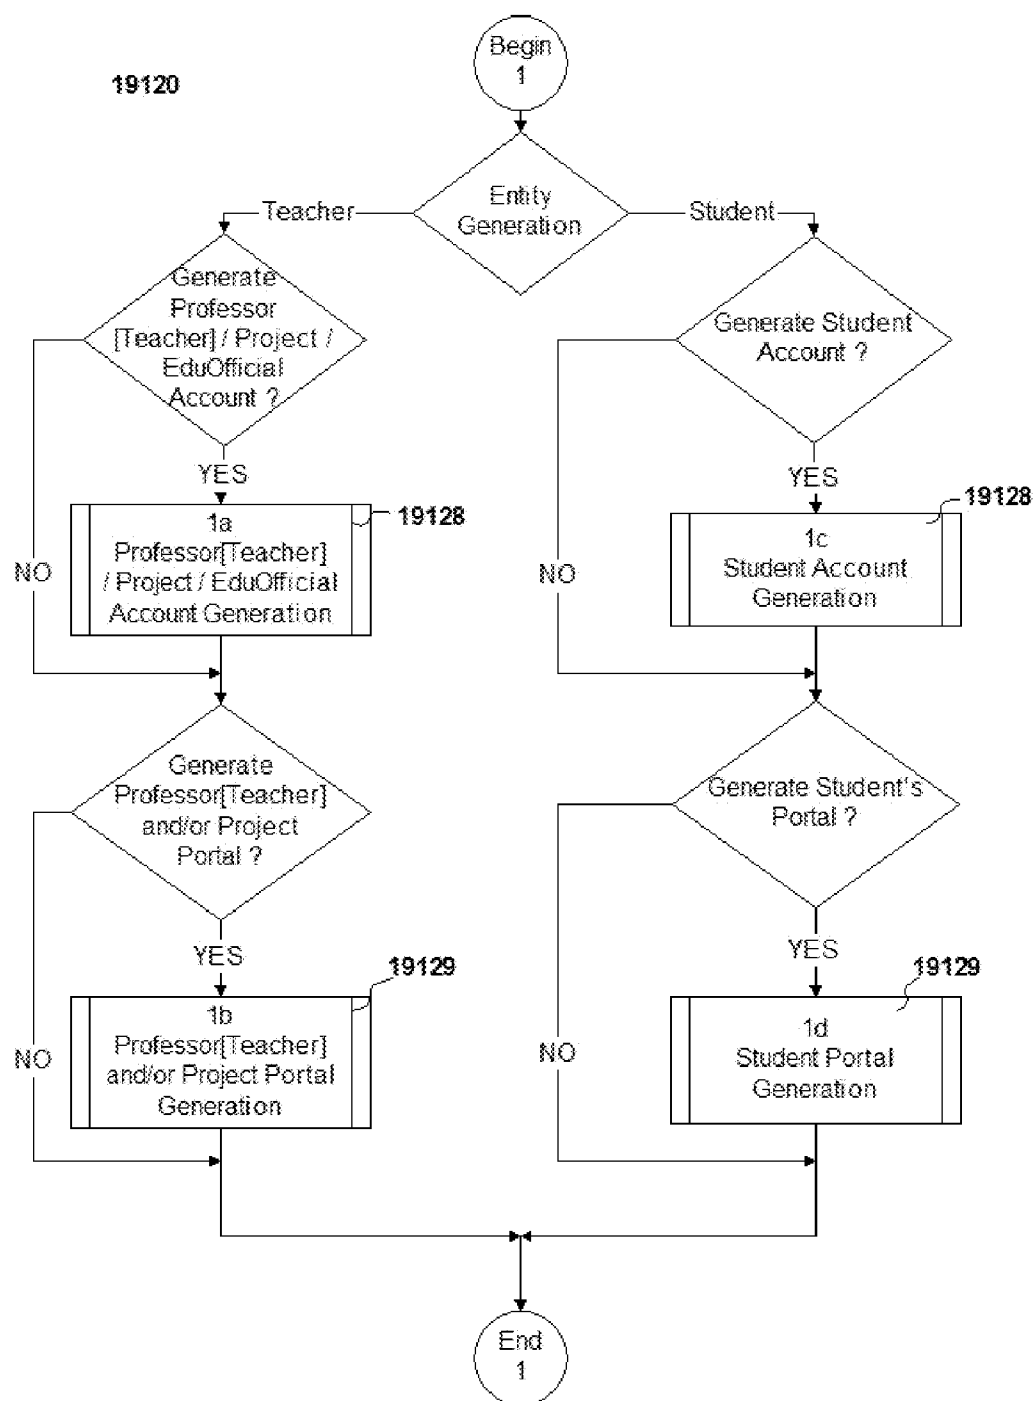 Begin
1
19120
Entity
Generation
Teacher
Student
Generate
Professor
[Teacher] / Project /
EduOfficial
Account ?
Generate Student
Account ?
YES
YES
19128
19128
1a
Professor[Teacher]
/ Project / EduOfficial
Account Generation
1c
Student Account
Generation
NO
NO
Generate
Professor[Teacher]
and/or Project
Portal ?
Generate Student's
Portal ?
YES
YES
19129
19129
1b
Professor[Teacher]
and/or Project Portal
Generation
1d
Student Portal
Generation
NO
NO
End
1